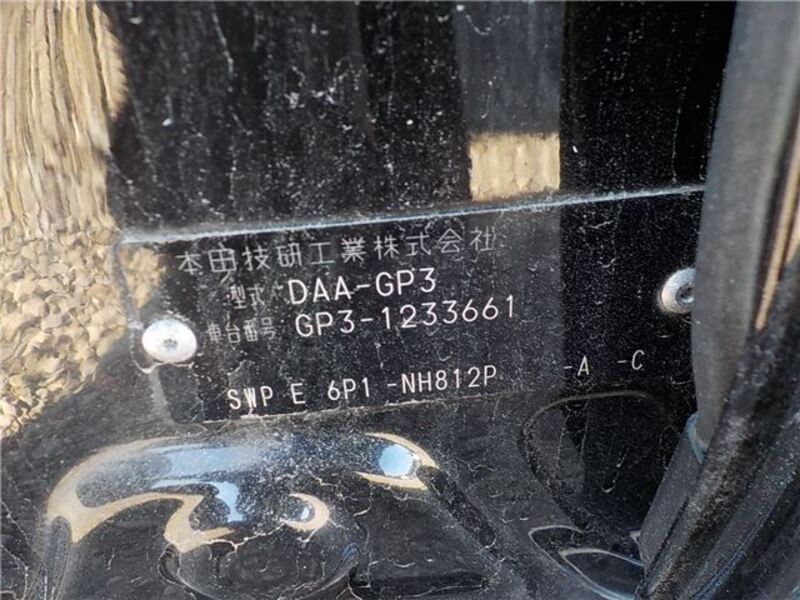 本田技研工業株式会社
型式 DAA-GP3
車台番号 GP3-1233661
SWP E 6P1 -NH812P -A -C